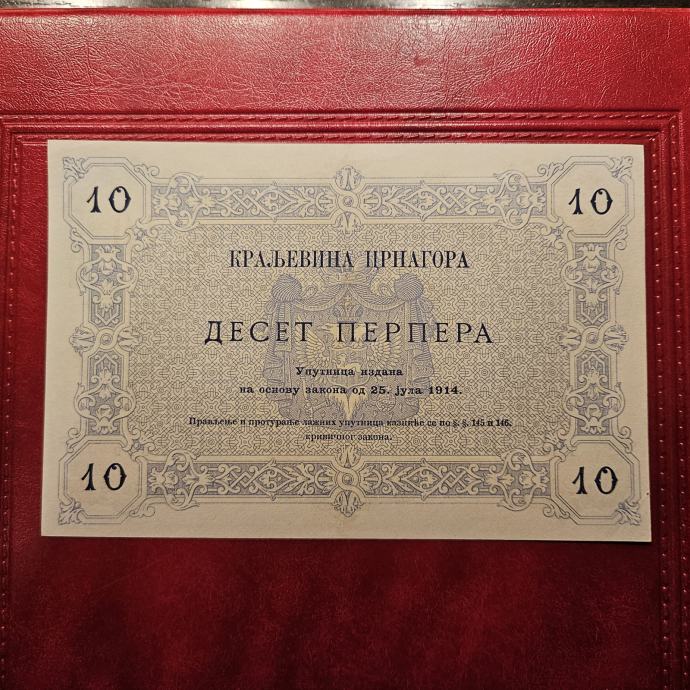 10 10
КРАЉЕВИНА ЦРНАГОРА
ДЕСЕТ ПЕРПЕРА
Упутница издана
на основу закона од 25. јула 1914.
Прављење и протурање лажних упутница казниће се по §. §. 145 и 146.
кривичног закона.
10 10